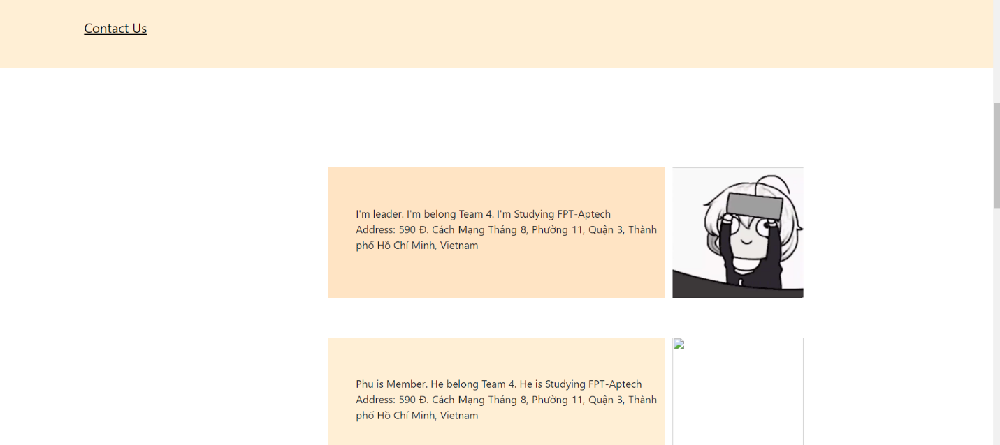 Contact Us
I'm leader. I'm belong Team 4. I'm Studying FPT-Aptech
Address: 590 Đ. Cách Mạng Tháng 8, Phường 11, Quận 3, Thành
phố Hồ Chí Minh, Vietnam
Phu is Member. He belong Team 4. He is Studying FPT-Aptech
Address: 590 Đ. Cách Mạng Tháng 8, Phường 11, Quận 3, Thành
phố Hồ Chí Minh, Vietnam